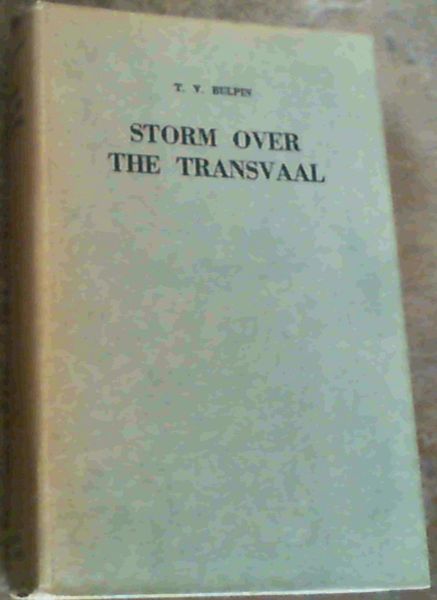 T. V. BULPIN
STORM OVER
THE TRANSVAAL